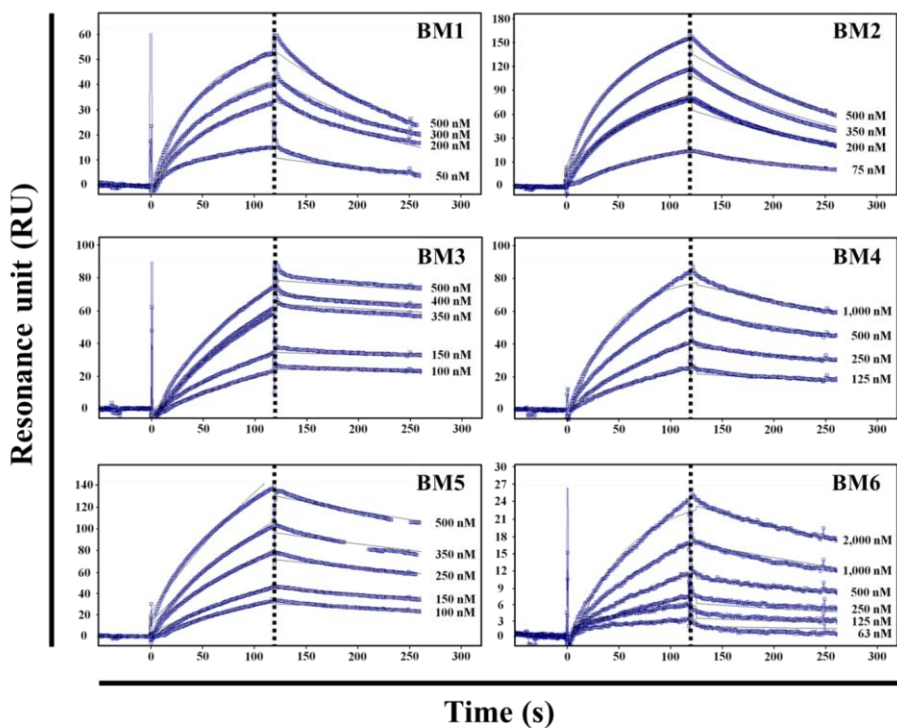 Resonance unit (RU)
BM1
60
50
40
30
20
10
0
500 nM
300 nM
200 nM
50 nM
0 50 100 150 200 250 300
BM2
180
150
120
90
60
30
10
0
500 nM
350 nM
200 nM
75 nM
0 50 100 150 200 250 300
BM3
100
80
60
40
20
0
500 nM
400 nM
350 nM
150 nM
100 nM
0 50 100 150 200 250 300
BM4
100
80
60
40
20
0
1,000 nM
500 nM
250 nM
125 nM
0 50 100 150 200 250 300
BM5
140
120
100
80
60
40
20
0
500 nM
350 nM
250 nM
150 nM
100 nM
0 50 100 150 200 250 300
BM6
30
27
24
21
18
15
12
9
6
3
0
2,000 nM
1,000 nM
500 nM
250 nM
125 nM
63 nM
0 50 100 150 200 250 300
Time (s)